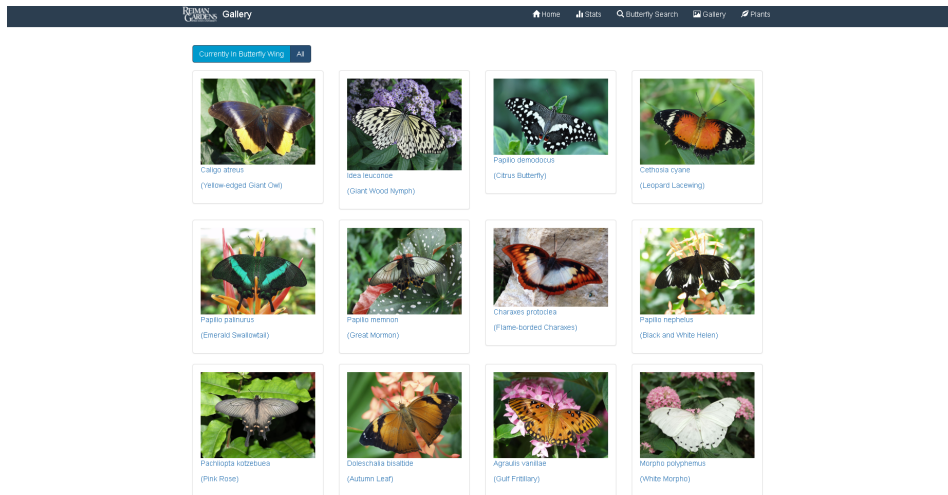 REIMAN GARDENS Gallery Home Stats Butterfly Search Gallery Plants
Currently In Butterfly Wing All
Caligo atreus
(Yellow-edged Giant Owl)
Idea leuconoe
(Giant Wood Nymph)
Papilio demodocus
(Citrus Butterfly)
Cethosia cyane
(Leopard Lacewing)
Papilio palinurus
(Emerald Swallowtail)
Papilio memnon
(Great Mormon)
Charaxes protoclea
(Flame-borded Charaxes)
Papilio nephelus
(Black and White Helen)
Pachliopta kotzebuea
(Pink Rose)
Doleschalia bisaltide
(Autumn Leaf)
Agraulis vanillae
(Gulf Fritillary)
Morpho polyphemus
(White Morpho)